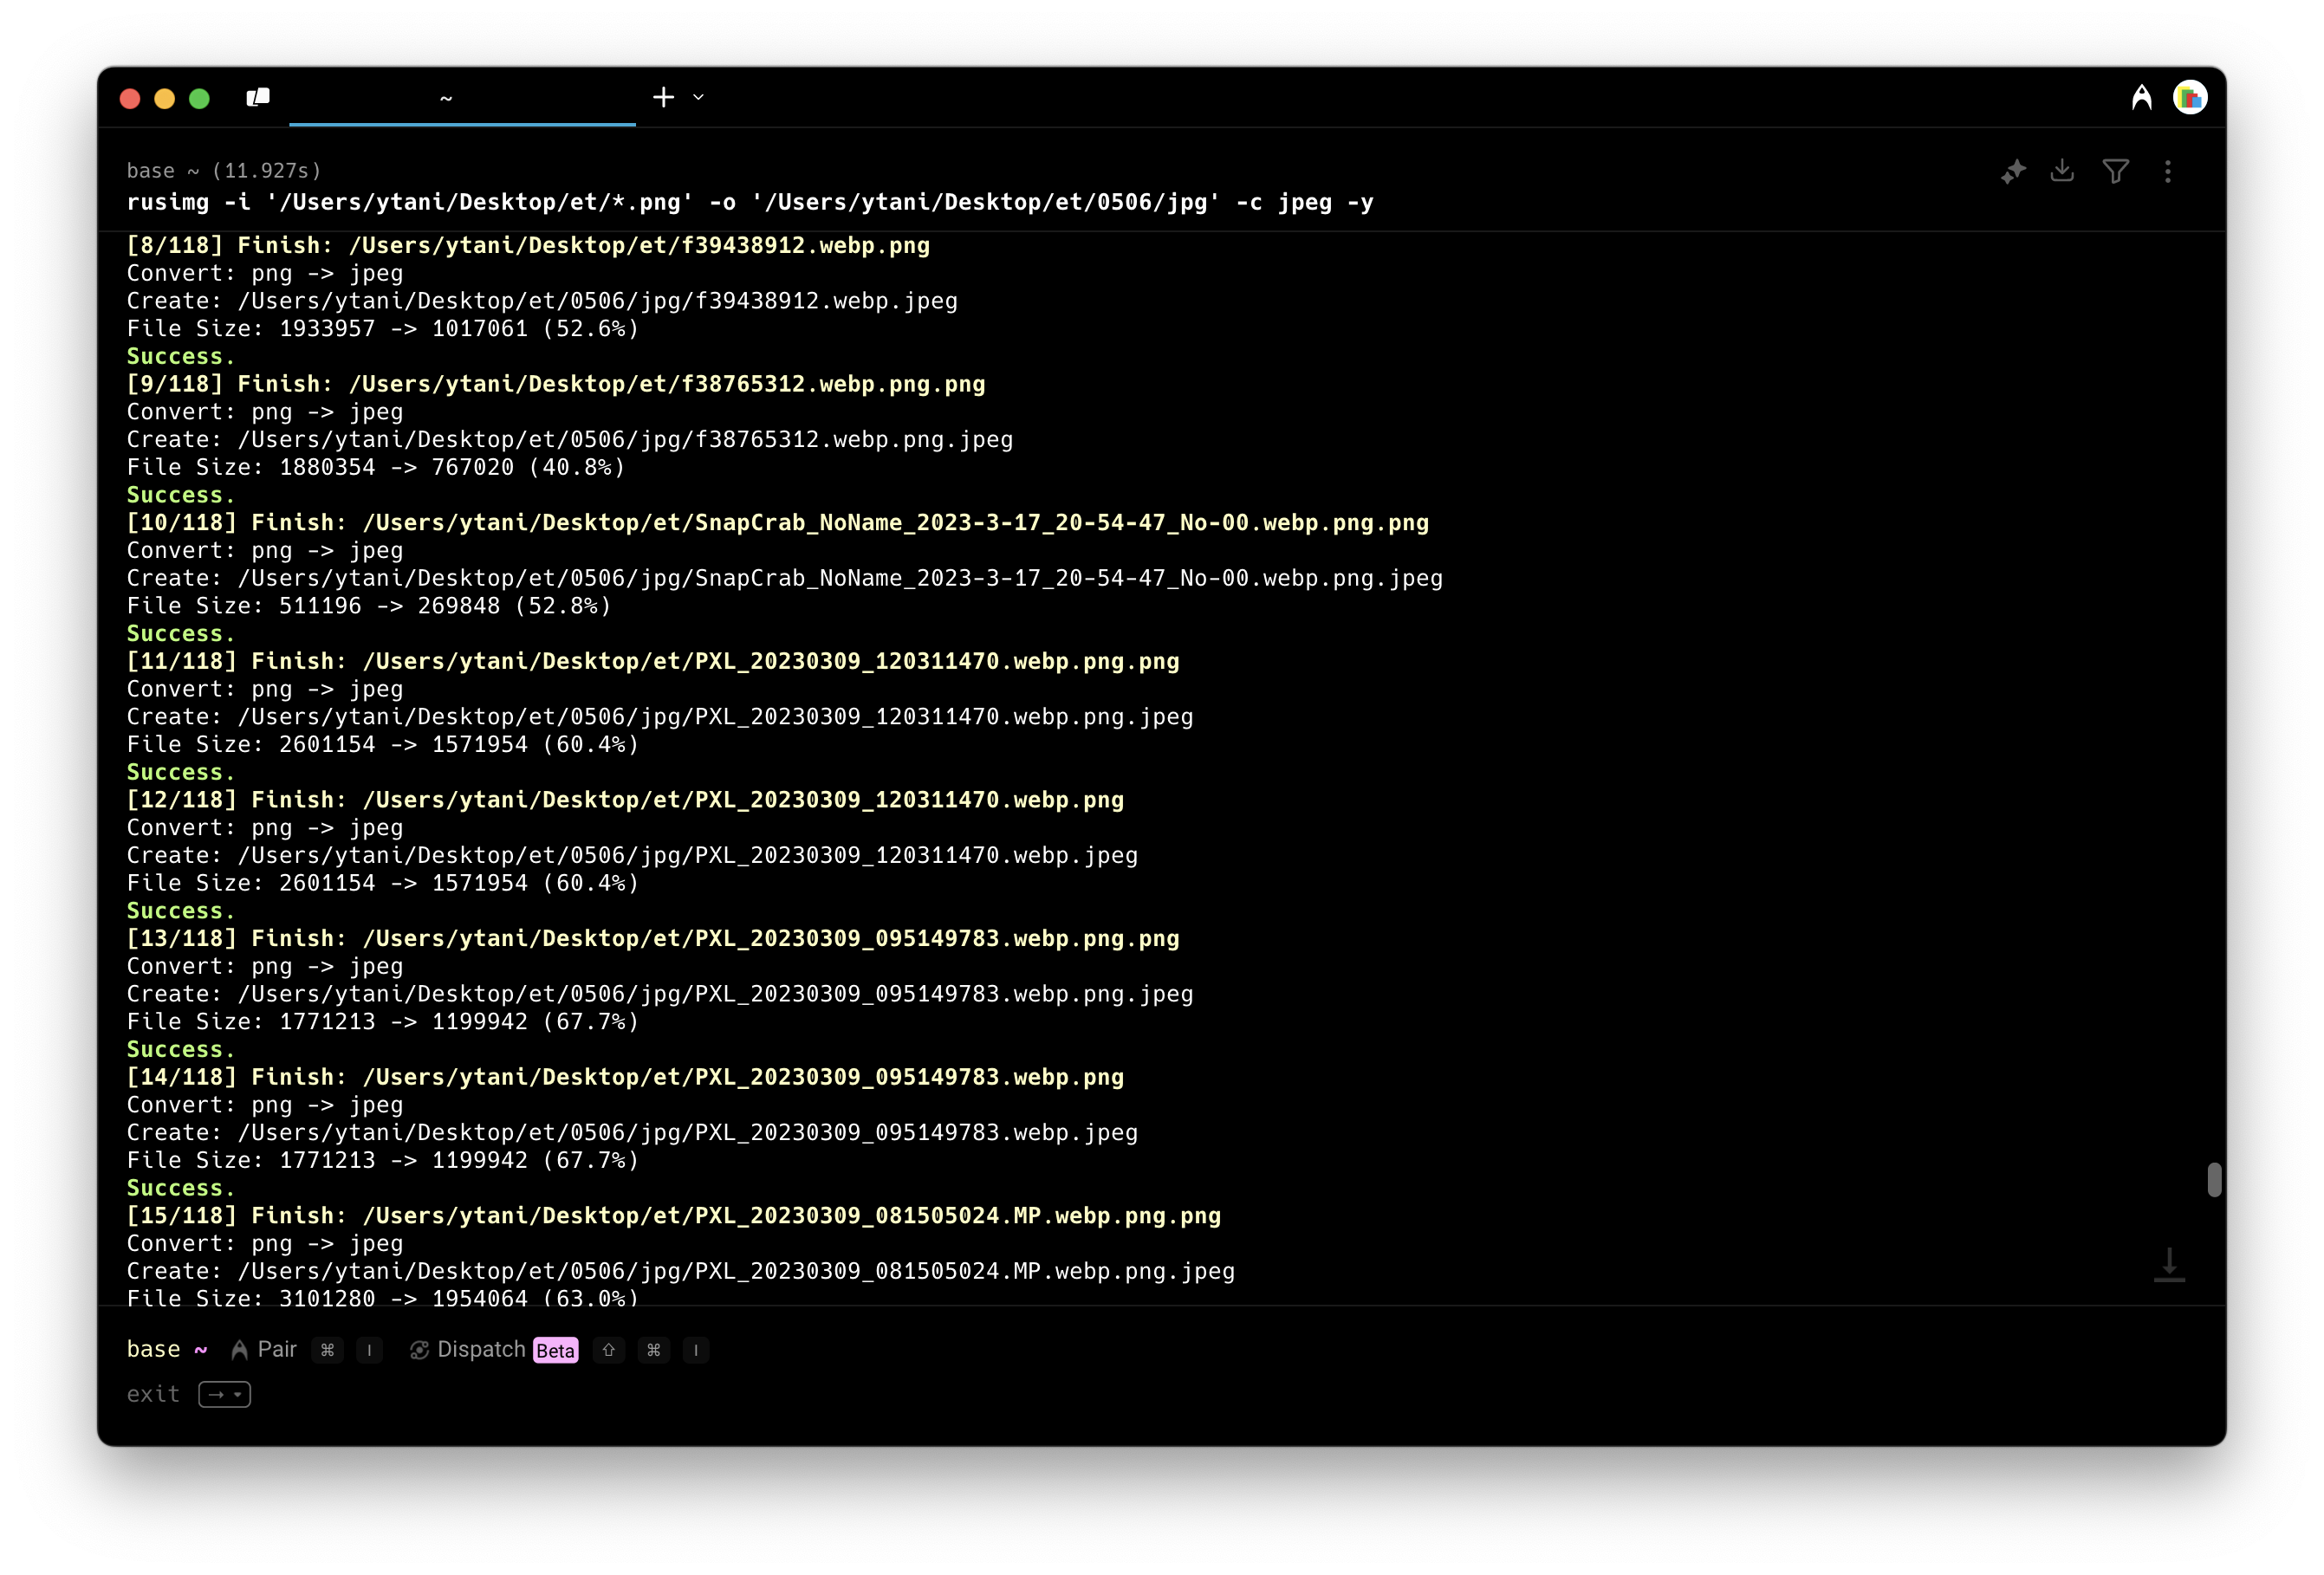 ~
base ~ (11.927s)
rusimg -i '/Users/ytani/Desktop/et/*.png' -o '/Users/ytani/Desktop/et/0506/jpg' -c jpeg -y
[8/118] Finish: /Users/ytani/Desktop/et/f39438912.webp.png
Convert: png -> jpeg
Create: /Users/ytani/Desktop/et/0506/jpg/f39438912.webp.jpeg
File Size: 1933957 -> 1017061 (52.6%)
Success.
[9/118] Finish: /Users/ytani/Desktop/et/f38765312.webp.png.png
Convert: png -> jpeg
Create: /Users/ytani/Desktop/et/0506/jpg/f38765312.webp.png.jpeg
File Size: 1880354 -> 767020 (40.8%)
Success.
[10/118] Finish: /Users/ytani/Desktop/et/SnapCrab_NoName_2023-3-17_20-54-47_No-00.webp.png.png
Convert: png -> jpeg
Create: /Users/ytani/Desktop/et/0506/jpg/SnapCrab_NoName_2023-3-17_20-54-47_No-00.webp.png.jpeg
File Size: 511196 -> 269848 (52.8%)
Success.
[11/118] Finish: /Users/ytani/Desktop/et/PXL_20230309_120311470.webp.png.png
Convert: png -> jpeg
Create: /Users/ytani/Desktop/et/0506/jpg/PXL_20230309_120311470.webp.png.jpeg
File Size: 2601154 -> 1571954 (60.4%)
Success.
[12/118] Finish: /Users/ytani/Desktop/et/PXL_20230309_120311470.webp.png
Convert: png -> jpeg
Create: /Users/ytani/Desktop/et/0506/jpg/PXL_20230309_120311470.webp.jpeg
File Size: 2601154 -> 1571954 (60.4%)
Success.
[13/118] Finish: /Users/ytani/Desktop/et/PXL_20230309_095149783.webp.png.png
Convert: png -> jpeg
Create: /Users/ytani/Desktop/et/0506/jpg/PXL_20230309_095149783.webp.png.jpeg
File Size: 1771213 -> 1199942 (67.7%)
Success.
[14/118] Finish: /Users/ytani/Desktop/et/PXL_20230309_095149783.webp.png
Convert: png -> jpeg
Create: /Users/ytani/Desktop/et/0506/jpg/PXL_20230309_095149783.webp.jpeg
File Size: 1771213 -> 1199942 (67.7%)
Success.
[15/118] Finish: /Users/ytani/Desktop/et/PXL_20230309_081505024.MP.webp.png.png
Convert: png -> jpeg
Create: /Users/ytani/Desktop/et/0506/jpg/PXL_20230309_081505024.MP.webp.png.jpeg
File Size: 3101280 -> 1954064 (63.0%)
base ~ Pair ⌘ I Dispatch Beta ⇧ ⌘ I
exit →